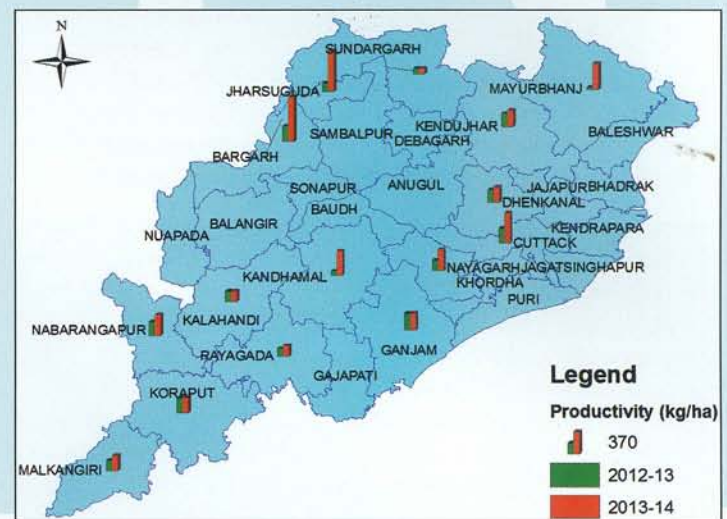 N
SUNDARGARH
JHARSUGUDA
MAYURBHANJ
SAMBALPUR
KENDUJHAR
DEBAGARH
BALESHWAR
BARGARH
SONAPUR
ANUGUL
JAJAPUR
BHADRAK
DHENKANAL
BALANGIR
BAUDH
NUAPADA
KENDRAPARA
CUTTACK
KANDHAMAL
NAYAGARH
JAGATSINGHAPUR
KHORDHA
PURI
NABARANGAPUR
KALAHANDI
RAYAGADA
GANJAM
GAJAPATI
KORAPUT
MALKANGIRI
Legend
Productivity (kg/ha)
370
2012-13
2013-14